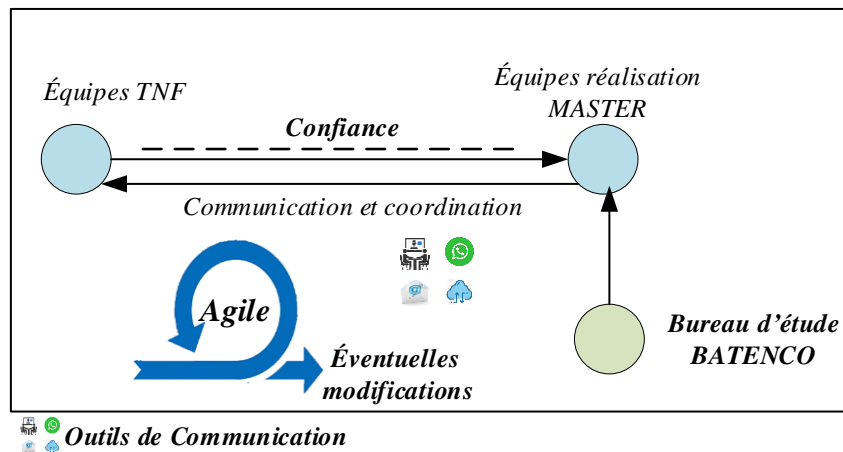 Équipes TNF
Équipes réalisation
MASTER
Confiance
Communication et coordination
Agile
Éventuelles
modifications
Bureau d'étude
BATENCO
Outils de Communication